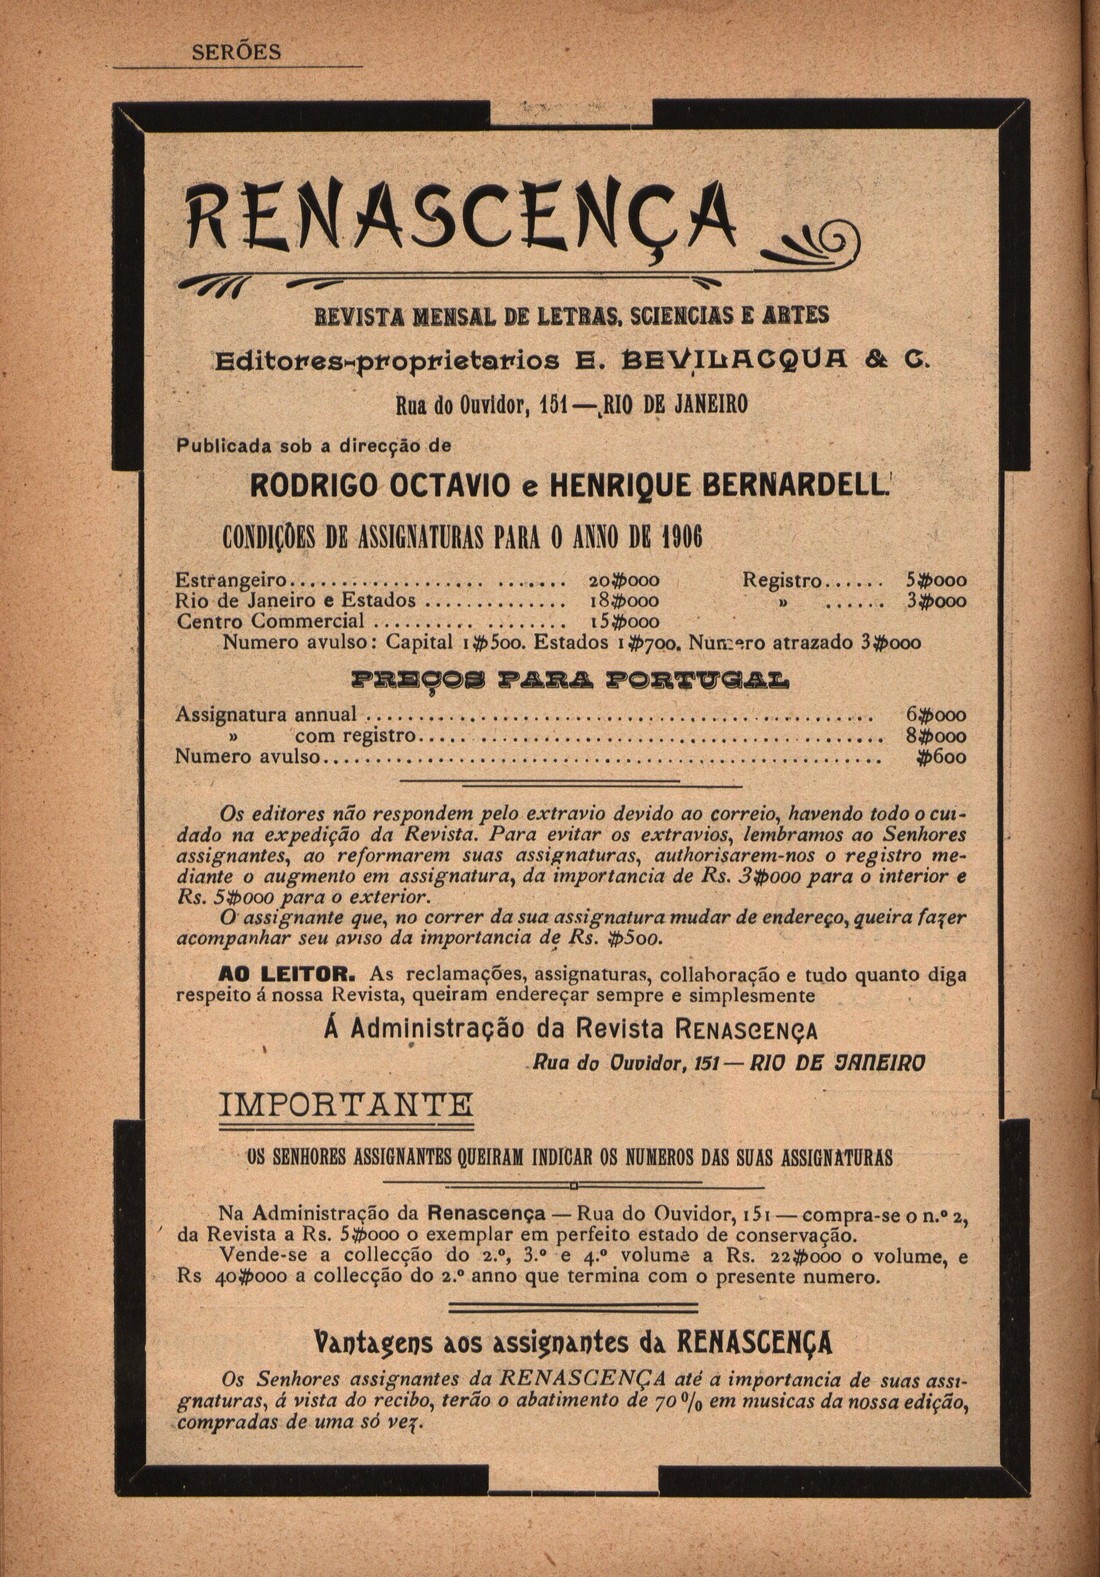 SERÕES
RENASCENÇA
REVISTA MENSAL DE LETRAS, SCIENCIAS E ARTES
Editores-proprietarios E. BEVILACQUA & C.
Rua do Ouvidor, 151 — RIO DE JANEIRO
Publicada sob a direcção de
RODRIGO OCTAVIO e HENRIQUE BERNARDELLI
CONDIÇÕES DE ASSIGNATURAS PARA O ANNO DE 1906
Estrangeiro........................... 20$000 Registro...... 5$000
Rio de Janeiro e Estados .............. 18$000 » ...... 3$000
Centro Commercial .................. 15$000
Numero avulso: Capital 1$500. Estados 1$700. Numero atrazado 3$000
PREÇOS PARA PORTUGAL
Assignatura annual ........................................ 6$000
» com registro........................................ 8$000
Numero avulso............................................ $600
Os editores não respondem pelo extravio devido ao correio, havendo todo o cui-
dado na expedição da Revista. Para evitar os extravios, lembramos ao Senhores
assignantes, ao reformarem suas assignaturas, authorisarem-nos o registro me-
diante o augmento em assignatura, da importancia de Rs. 3$000 para o interior e
Rs. 5$000 para o exterior.
O assignante que, no correr da sua assignatura mudar de endereço, queira fazer
acompanhar seu aviso da importancia de Rs. $500.
AO LEITOR. As reclamações, assignaturas, collaboração e tudo quanto diga
respeito á nossa Revista, queiram endereçar sempre e simplesmente
Á Administração da Revista RENASCENÇA
Rua do Ouvidor, 151 — RIO DE JANEIRO
IMPORTANTE
OS SENHORES ASSIGNANTES QUEIRAM INDICAR OS NUMEROS DAS SUAS ASSIGNATURAS
Na Administração da Renascença — Rua do Ouvidor, 151 — compra-se o n.º 2,
da Revista a Rs. 5$000 o exemplar em perfeito estado de conservação.
Vende-se a collecção do 2.º, 3.º e 4.º volume a Rs. 22$000 o volume, e
Rs 40$000 a collecção do 2.º anno que termina com o presente numero.
Vantagens aos assignantes da RENASCENÇA
Os Senhores assignantes da RENASCENÇA até a importancia de suas assi-
gnaturas, á vista do recibo, terão o abatimento de 70 % em musicas da nossa edição,
compradas de uma só vez.